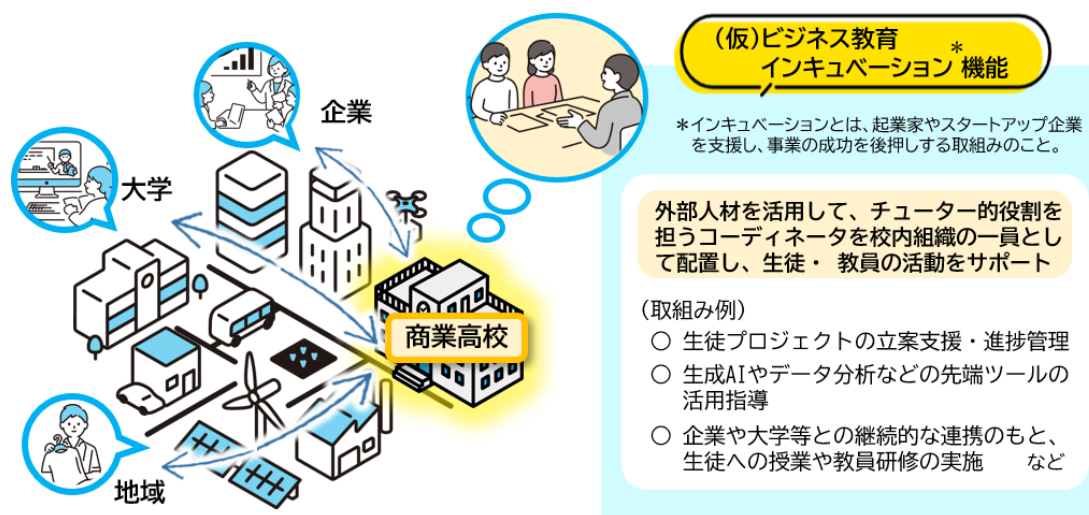 (仮)ビジネス教育
インキュベーション*機能
*インキュベーションとは、起業家やスタートアップ企業
を支援し、事業の成功を後押しする取組みのこと。
企業
大学
商業高校
地域
外部人材を活用して、チューター的役割を
担うコーディネータを校内組織の一員とし
て配置し、生徒・ 教員の活動をサポート
(取組み例)
○ 生徒プロジェクトの立案支援・進捗管理
○ 生成AIやデータ分析などの先端ツールの
活用指導
○ 企業や大学等との継続的な連携のもと、
生徒への授業や教員研修の実施 など